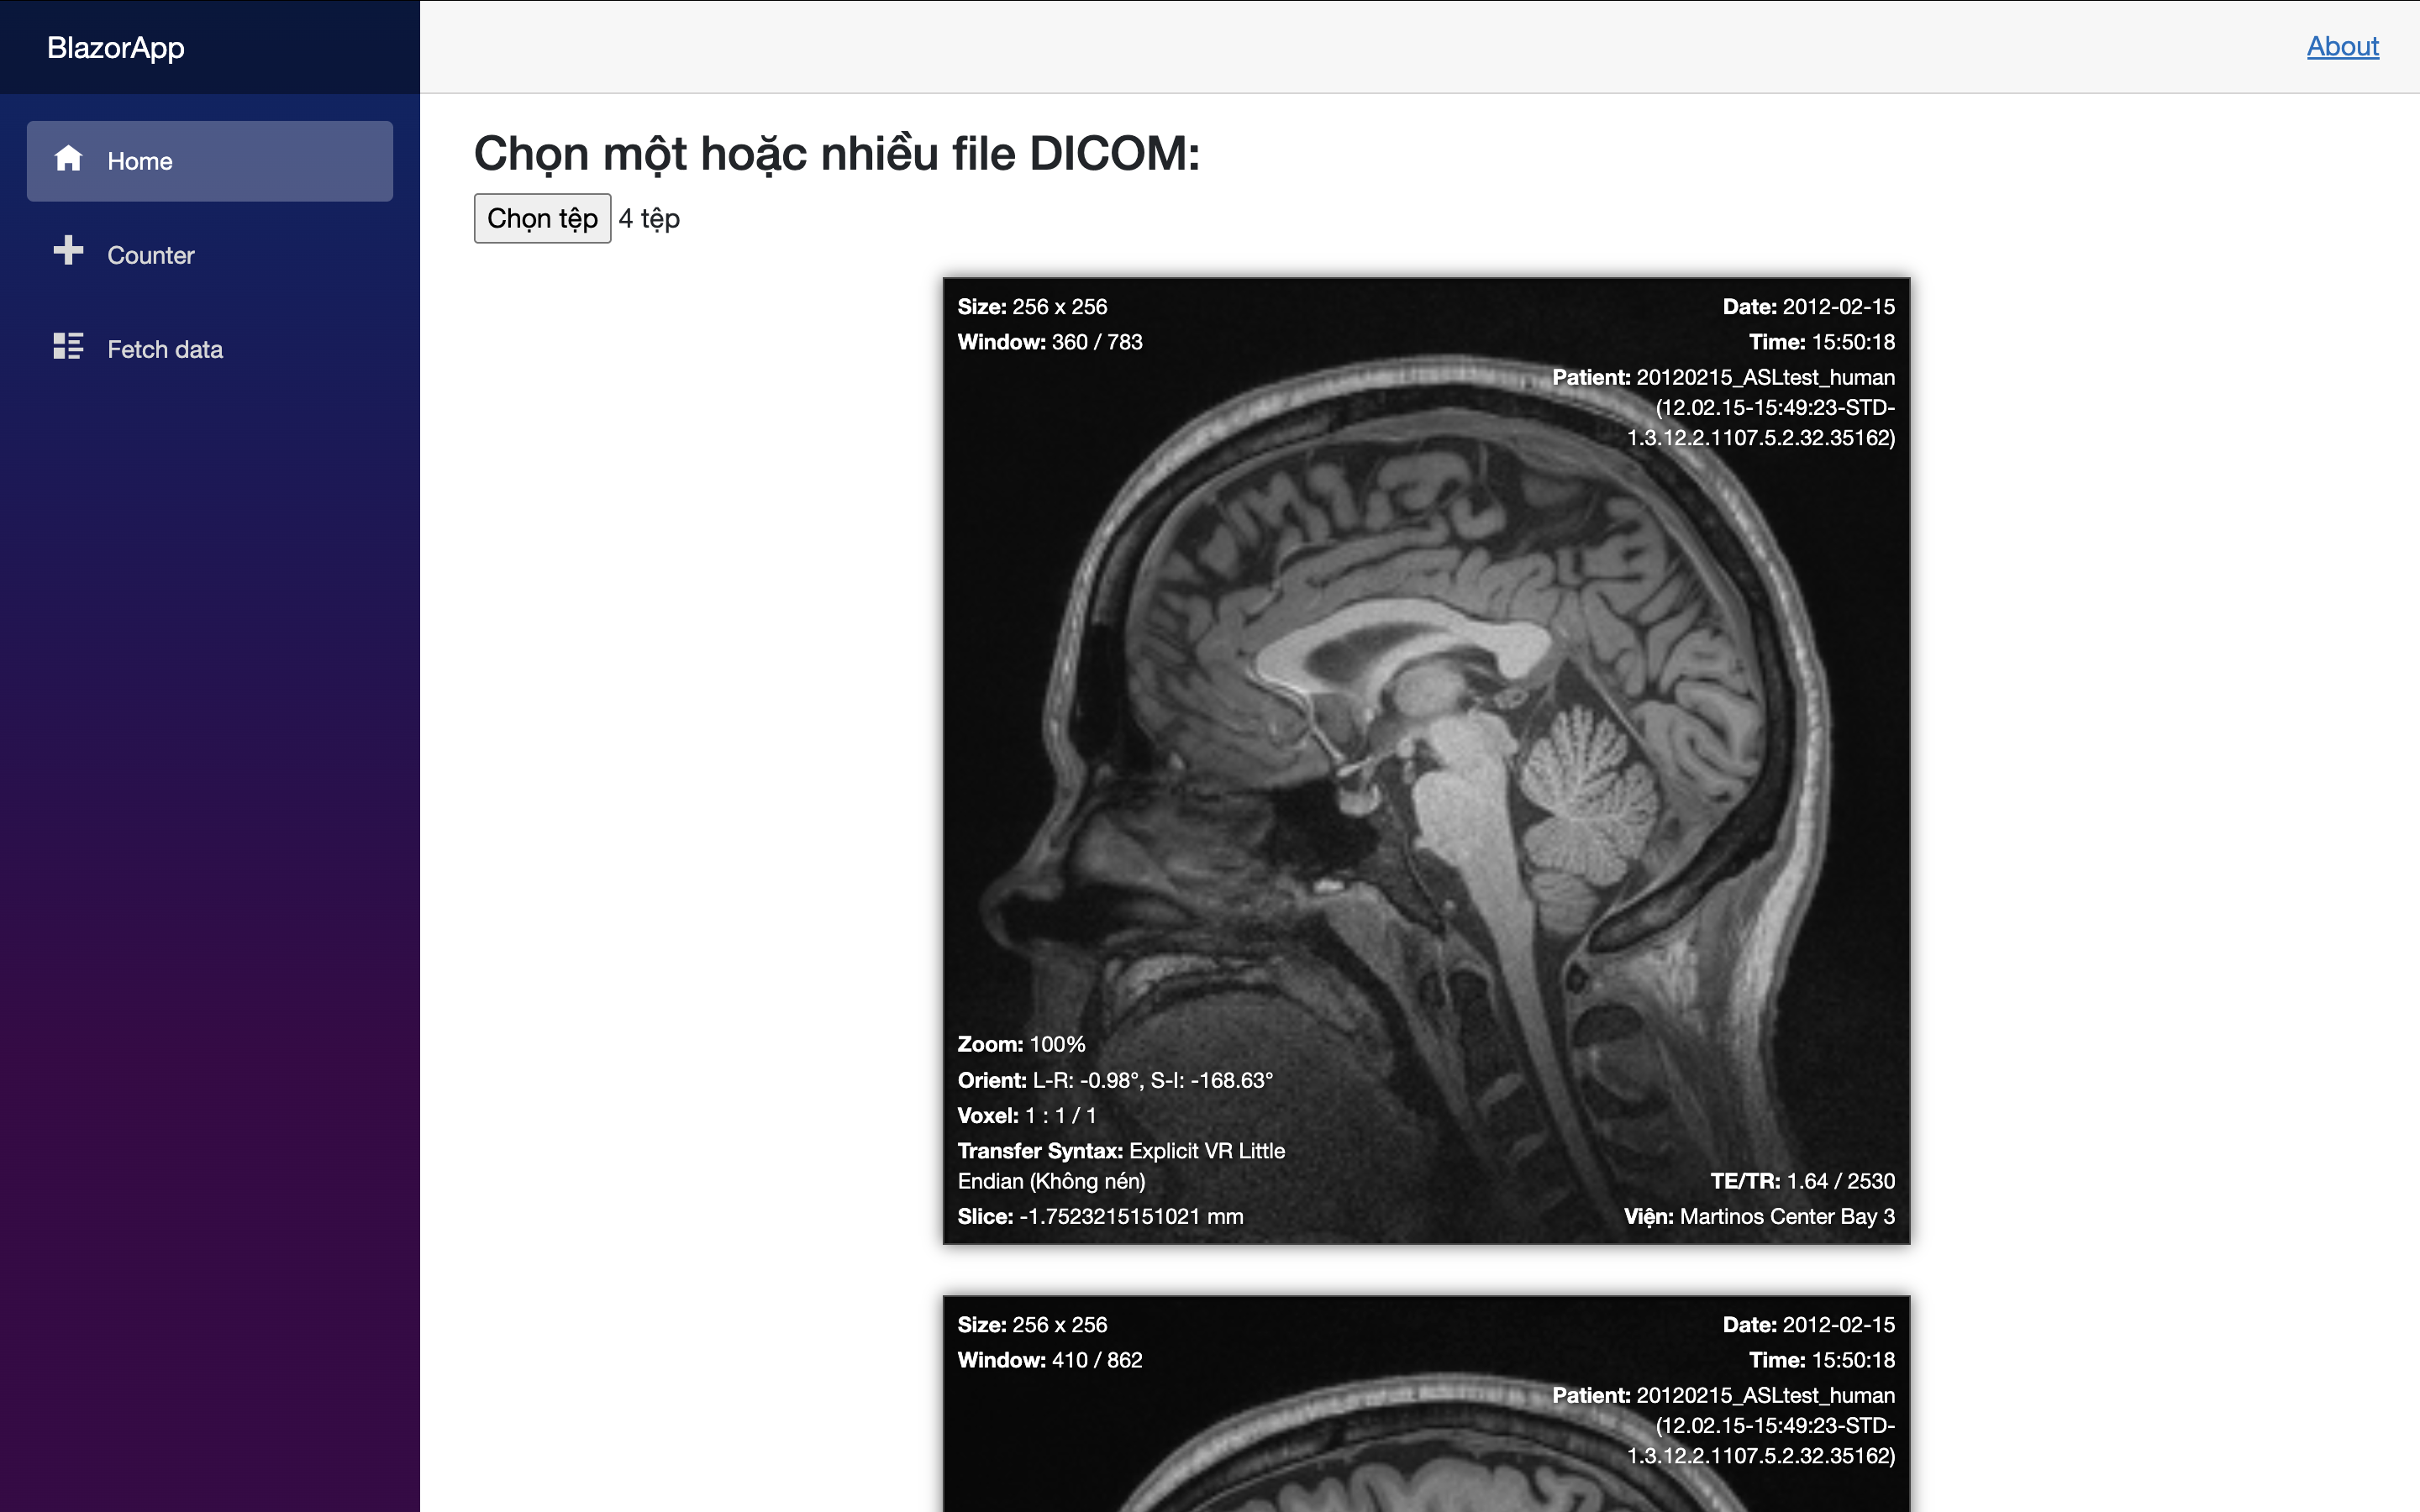 BlazorApp
About
Home
Counter
Fetch data
Chọn một hoặc nhiều file DICOM:
Chọn tệp 4 tệp
Size: 256 x 256
Window: 360 / 783
Date: 2012-02-15
Time: 15:50:18
Patient: 20120215_ASLtest_human
(12.02.15-15:49:23-STD-
1.3.12.2.1107.5.2.32.35162)
Zoom: 100%
Orient: L-R: -0.98°, S-I: -168.63°
Voxel: 1 : 1 / 1
Transfer Syntax: Explicit VR Little
Endian (Không nén)
Slice: -1.7523215151021 mm
TE/TR: 1.64 / 2530
Viện: Martinos Center Bay 3
Size: 256 x 256
Window: 410 / 862
Date: 2012-02-15
Time: 15:50:18
Patient: 20120215_ASLtest_human
(12.02.15-15:49:23-STD-
1.3.12.2.1107.5.2.32.35162)